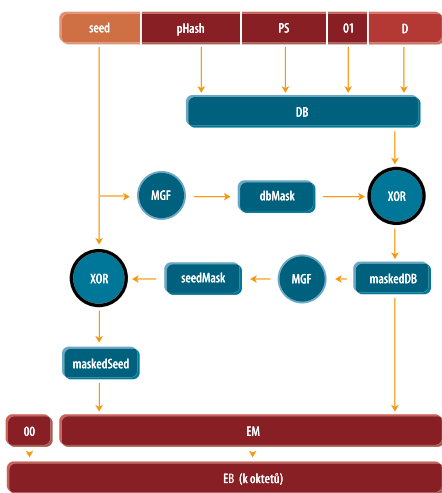 seed pHash PS 01 D
DB
MGF dbMask XOR
XOR seedMask MGF maskedDB
maskedSeed
00 EM
EB (k oktetů)